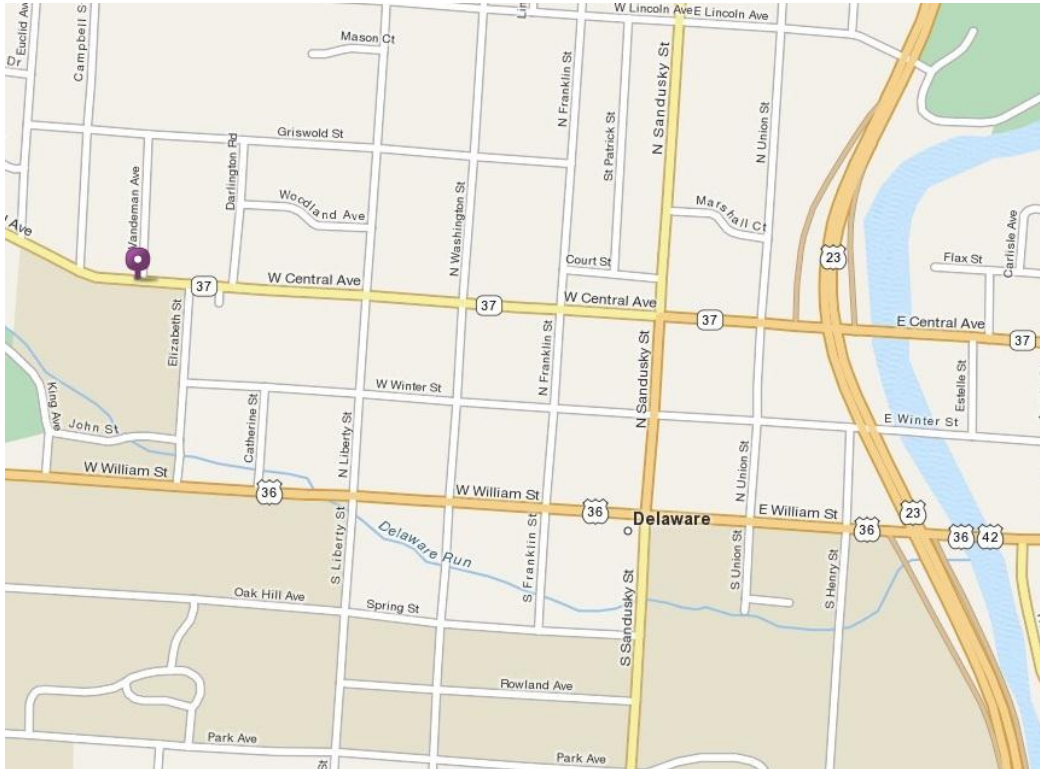 W Lincoln Ave
E Lincoln Ave
Euclid Av
Campbell S
Dr
Mason Ct
N Franklin St
St Patrick St
N Sandusky St
N Union St
Griswold St
Vandeman Ave
Darlington Rd
Woodland Ave
N Washington St
Marshall Ct
Carlisle Ave
Ave
Court St
23
Flax St
37
W Central Ave
37
W Central Ave
37
E Central Ave
37
Elizabeth St
N Franklin St
N Sandusky St
Estelle St
W Winter St
King Ave
John St
Catherine St
N Liberty St
E Winter St
N Union St
W William St
36
W William St
36
Delaware
E William St
36
23
36
42
Delaware Run
S Liberty St
S Franklin St
S Union St
S Henry St
Oak Hill Ave
Spring St
S Sandusky St
Rowland Ave
Park Ave
Park Ave
St